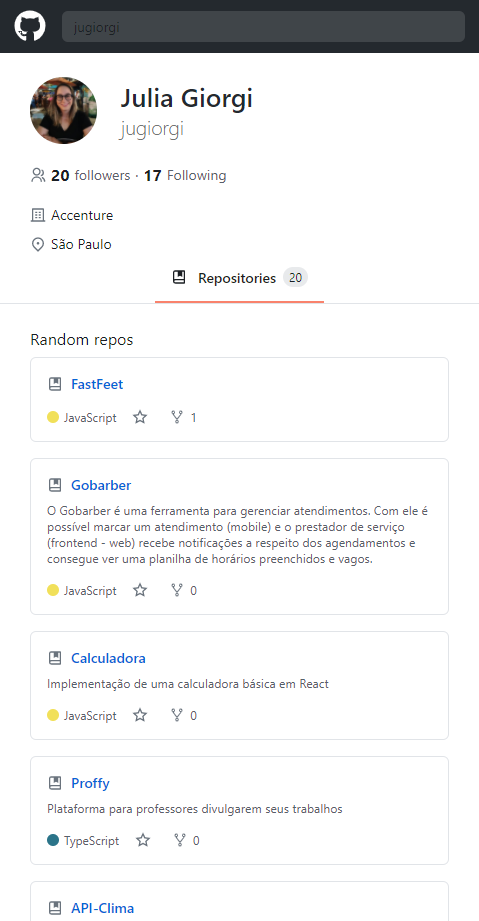 jugiorgi
Julia Giorgi
jugiorgi
20 followers · 17 Following
Accenture
São Paulo
Repositories 20
Random repos
FastFeet
JavaScript 1
Gobarber
O Gobarber é uma ferramenta para gerenciar atendimentos. Com ele é
possível marcar um atendimento (mobile) e o prestador de serviço
(frontend - web) recebe notificações a respeito dos agendamentos e
consegue ver uma planilha de horários preenchidos e vagos.
JavaScript 0
Calculadora
Implementação de uma calculadora básica em React
JavaScript 0
Proffy
Plataforma para professores divulgarem seus trabalhos
TypeScript 0
API-Clima